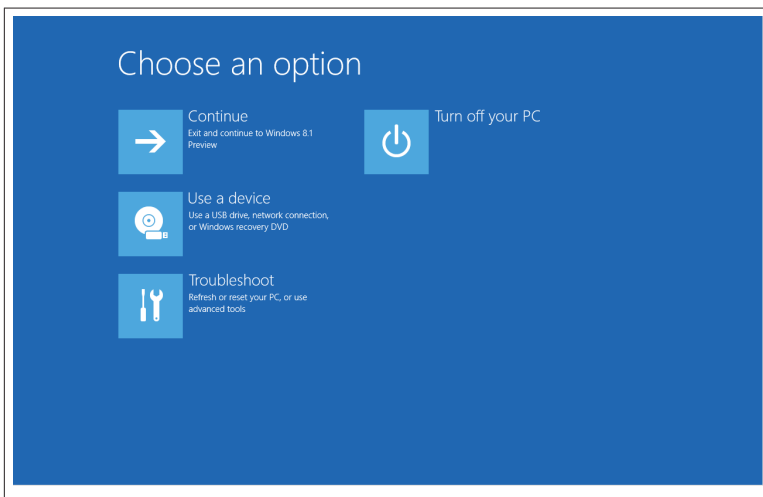 Choose an option
Continue
Exit and continue to Windows 8.1
Preview
Turn off your PC
Use a device
Use a USB drive, network connection,
or Windows recovery DVD
Troubleshoot
Refresh or reset your PC, or use
advanced tools